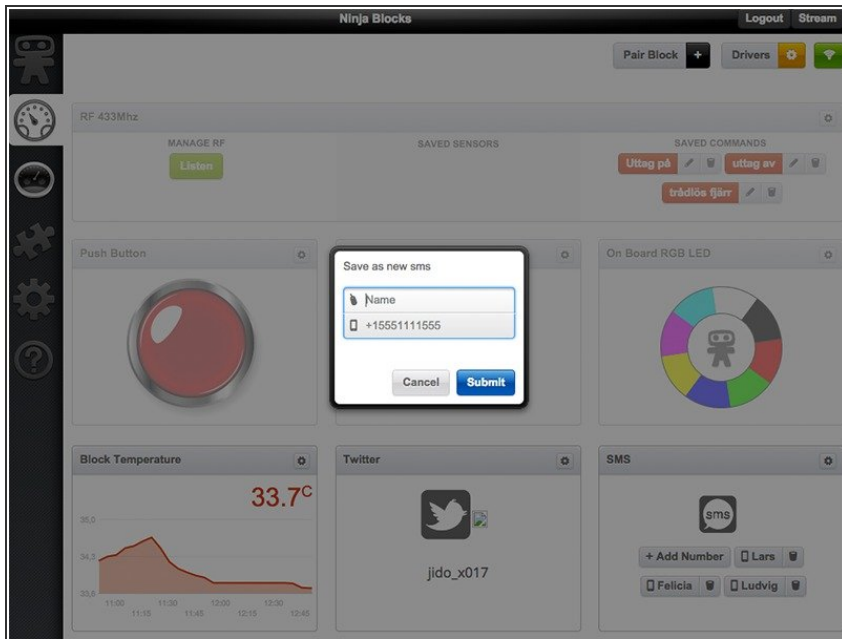 Ninja Blocks
Logout Stream
Pair Block +
Drivers
RF 433Mhz
MANAGE RF
SAVED SENSORS
SAVED COMMANDS
Listen
Uttag på
uttag av
trådlös fjärr
Push Button
On Board RGB LED
Save as new sms
Name
+15551111555
Cancel Submit
Block Temperature
33.7C
35,0
34,3
33,6
11:00 11:30 12:00 12:30
11:15 11:45 12:15 12:45
Twitter
jido_x017
SMS
sms
+ Add Number Lars
Felicia Ludvig